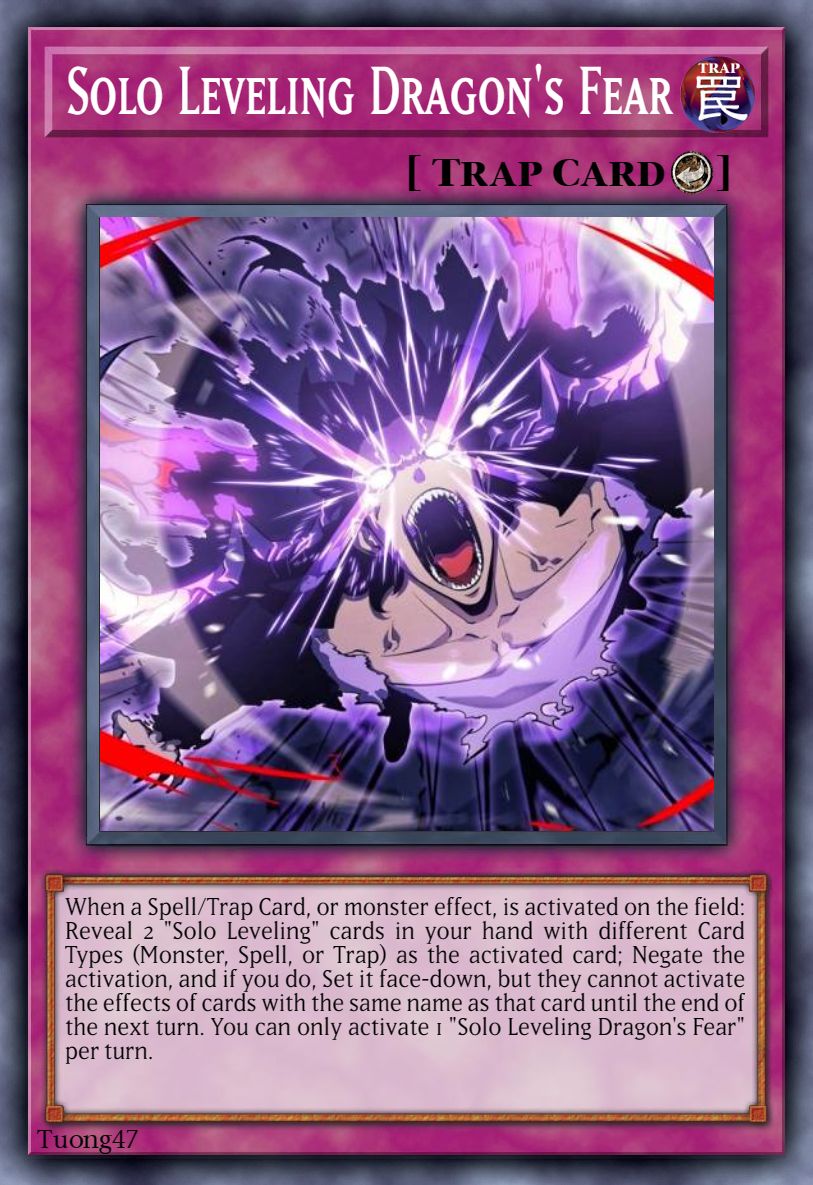 Solo Leveling Dragon's Fear
TRAP
罠
[ Trap Card ]
When a Spell/Trap Card, or monster effect, is activated on the field:
Reveal 2 "Solo Leveling" cards in your hand with different Card
Types (Monster, Spell, or Trap) as the activated card; Negate the
activation, and if you do, Set it face-down, but they cannot activate
the effects of cards with the same name as that card until the end of
the next turn. You can only activate 1 "Solo Leveling Dragon's Fear"
per turn.
Tuong47